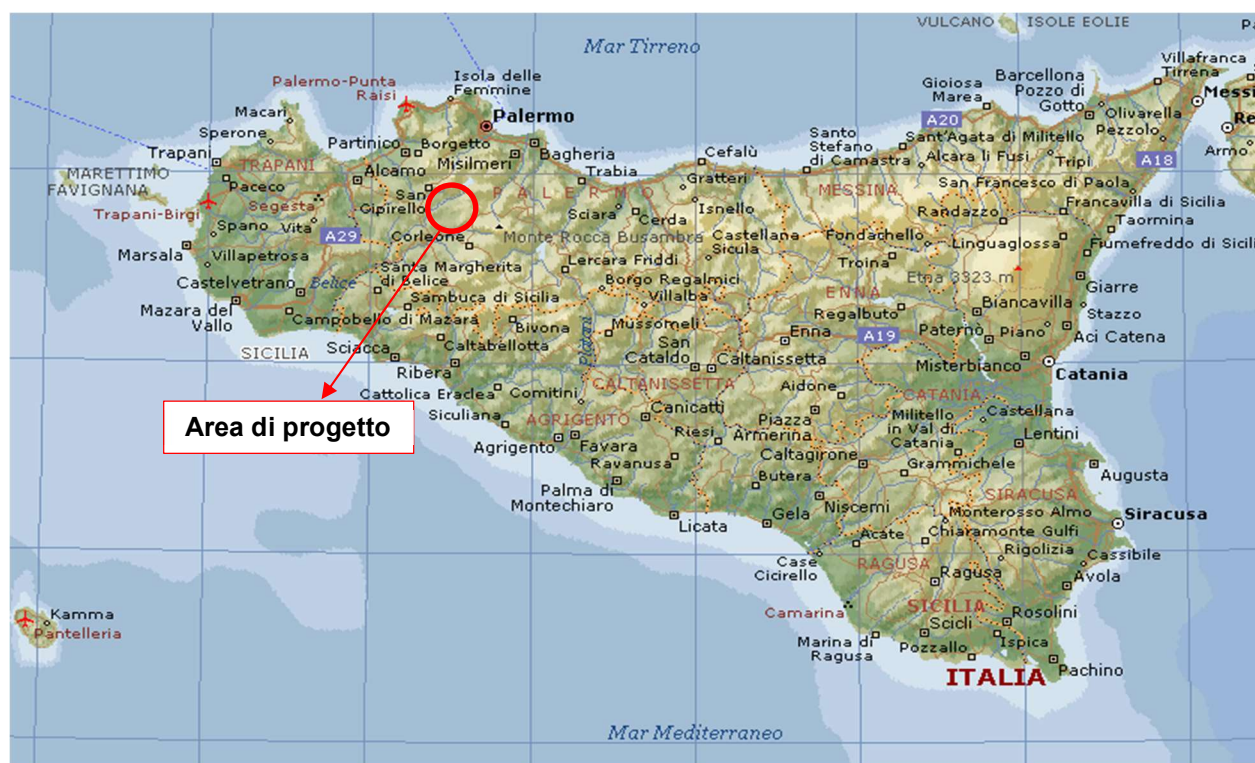 VULCANO
ISOLE EOLIE
Mar Tirreno
Palermo-Punta
Raisi
Isola delle
Femmine
Villafranca
Tirrena
Gioiosa
Marea
Barcellona
Pozzo di
Gotto
Messi
Macari
Palermo
Olivarella
Sperone
A20
Re
Partinico
Borgetto
Santo
Stefano
di Camastra
Sant'Agata di Militello
Pezzolo
Trapani
Misilmeri
Bagheria
Cefalù
Armo
TRAPANI
Alcamo
Trabia
Alcara li Fusi
Tripi
A18
MARETTIMO
FAVIGNANA
Paceco
San
Cipirello
PALERMO
Gratteri
MESSINA
San Francesco do Paola
Segesta
Isnello
Francavilla di Sicilia
Trapani-Birgi
Sciara
Cerda
Randazzo
Taormina
Spano
Vita
A29
Corleone
Monte Rocca Busambra
Castellana
Sicula
Fondachello
Linguaglossa
Fiumefreddo di Sicili
Marsala
Villapetrosa
Lercara Friddi
Troina
Santa Margherita
di Belice
Borgo Regalmici
Etna 3323 m
Castelvetrano
Belice
Giarre
Sambuca di Sicilia
Villalba
ENNA
Biancavilla
Mazara del
Vallo
Campobello di Mazara
Regalbuto
Stazzo
Bivona
Platani
Mussomeli
Enna
Paterno
Piano
Aci Catena
SICILIA
Sciacca
Caltabellotta
San
Cataldo
A19
Ribera
Caltanissetta
Misterbianco
Catania
Cattolica Eraclea
Comitini
CALTANISSETTA
Aidone
CATANIA
Area di progetto
Siculiana
AGRIGENTO
Canicatti
Piazza
Armerina
Militello
in Val di
Catania
Castellana
Agrigento
Favara
Riesi
Lentini
Ravanusa
Caltagirone
Grammichele
Augusta
Butera
Palma di
Montechiaro
SIRACUSA
Licata
Gela
Niscemi
Monterosso Almo
Siracusa
Acate
Chiaramonte Gulfi
Case
Cicirello
Rigolizia
Cassibile
RAGUSA
Ragusa
Avola
Kamma
Camarina
SICILIA
Rosolini
Pantelleria
Scicli
Marina di
Ragusa
Pozzallo
Ispica
Pachino
ITALIA
Mar Mediterraneo